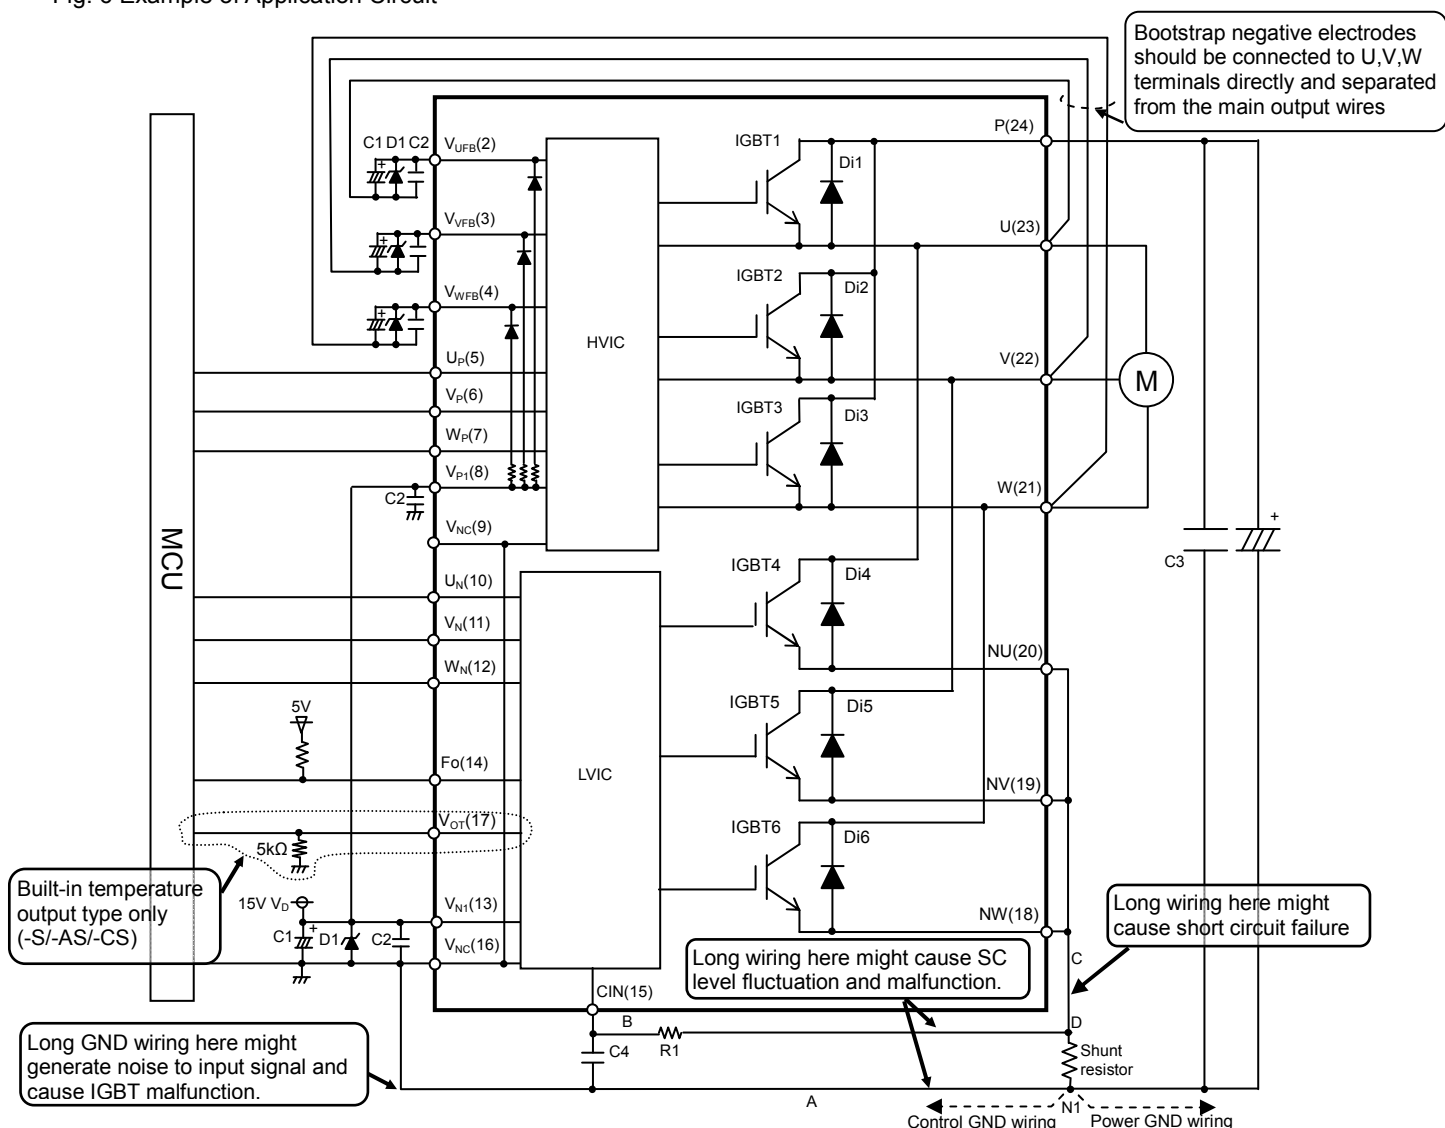 Fig. 6 Example of Application Circuit
Bootstrap negative electrodes
should be connected to U,V,W
terminals directly and separated
from the main output wires
P(24)
C1 D1 C2
+
VUFB(2)
IGBT1
Di1
VVFB(3)
+
U(23)
IGBT2
Di2
VWFB(4)
+
HVIC
UP(5)
V(22)
M
VP(6)
IGBT3
Di3
WP(7)
VP1(8)
C2
W(21)
+
VNC(9)
C3
MCU
IGBT4
Di4
UN(10)
VN(11)
WN(12)
NU(20)
5V
IGBT5
Di5
Fo(14)
LVIC
NV(19)
VOT(17)
5kΩ
IGBT6
Di6
Built-in temperature
output type only
(-S/-AS/-CS)
15V VD
VN1(13)
C1
+
D1
C2
VNC(16)
NW(18)
Long wiring here might
cause short circuit failure
Long wiring here might cause SC
level fluctuation and malfunction.
C
CIN(15)
B
R1
D
C4
Shunt
resistor
Long GND wiring here might
generate noise to input signal and
cause IGBT malfunction.
A
N1
Control GND wiring
Power GND wiring